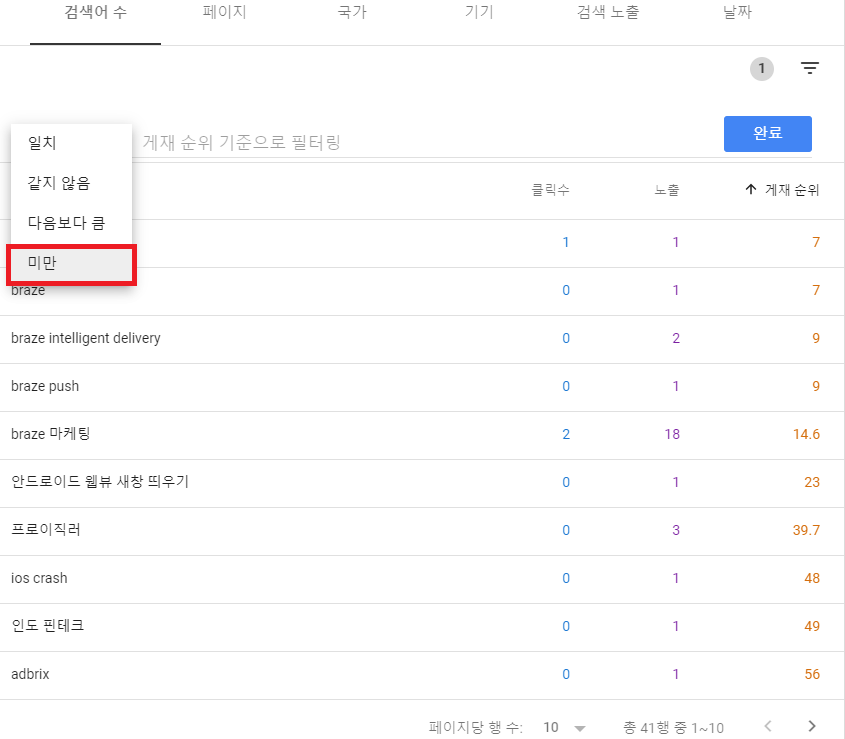 검색어 수 페이지 국가 기기 검색 노출 날짜
1
게재 순위 기준으로 필터링 완료
일치
같지 않음
다음보다 큼
미만
클릭수 노출 게재 순위
1 1 7
braze 0 1 7
braze intelligent delivery 0 2 9
braze push 0 1 9
braze 마케팅 2 18 14.6
안드로이드 웹뷰 새창 띄우기 0 1 23
프로이직러 0 3 39.7
ios crash 0 1 48
인도 핀테크 0 1 49
adbrix 0 1 56
페이지당 행 수: 10 총 41행 중 1~10